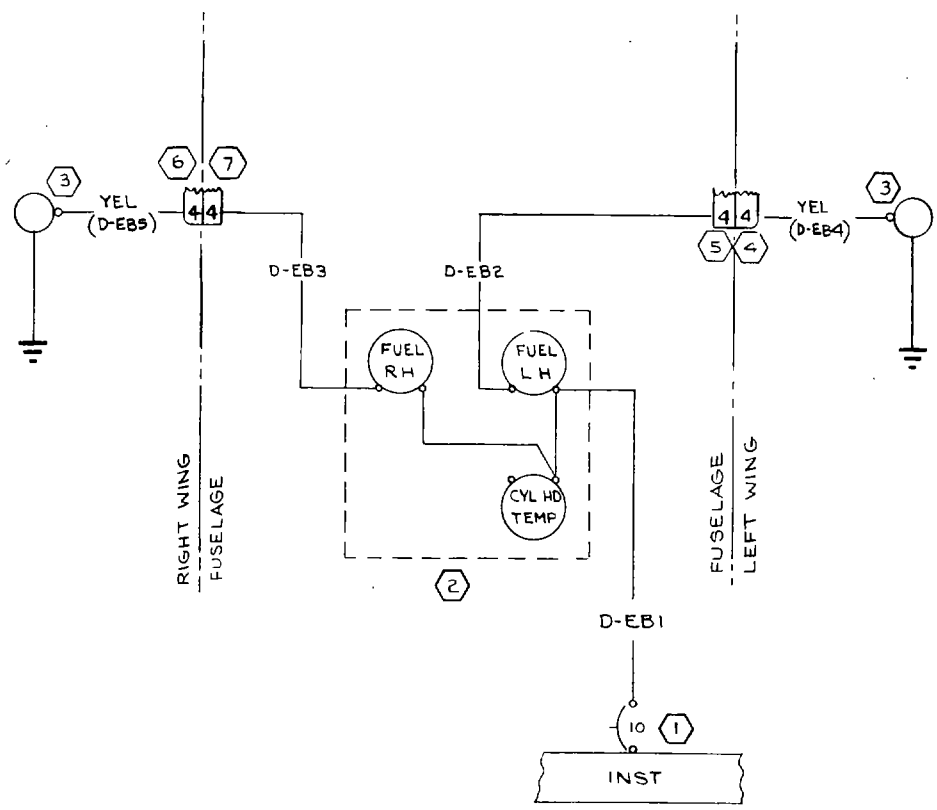 6
7
3
YEL
(D-EB5)
4 4
3
YEL
(D-EB4)
4 4
5
4
D-EB3
D-EB2
FUEL
RH
FUEL
LH
CYL HD
TEMP
RIGHT WING
FUSELAGE
FUSELAGE
LEFT WING
2
D-EB1
10
1
INST